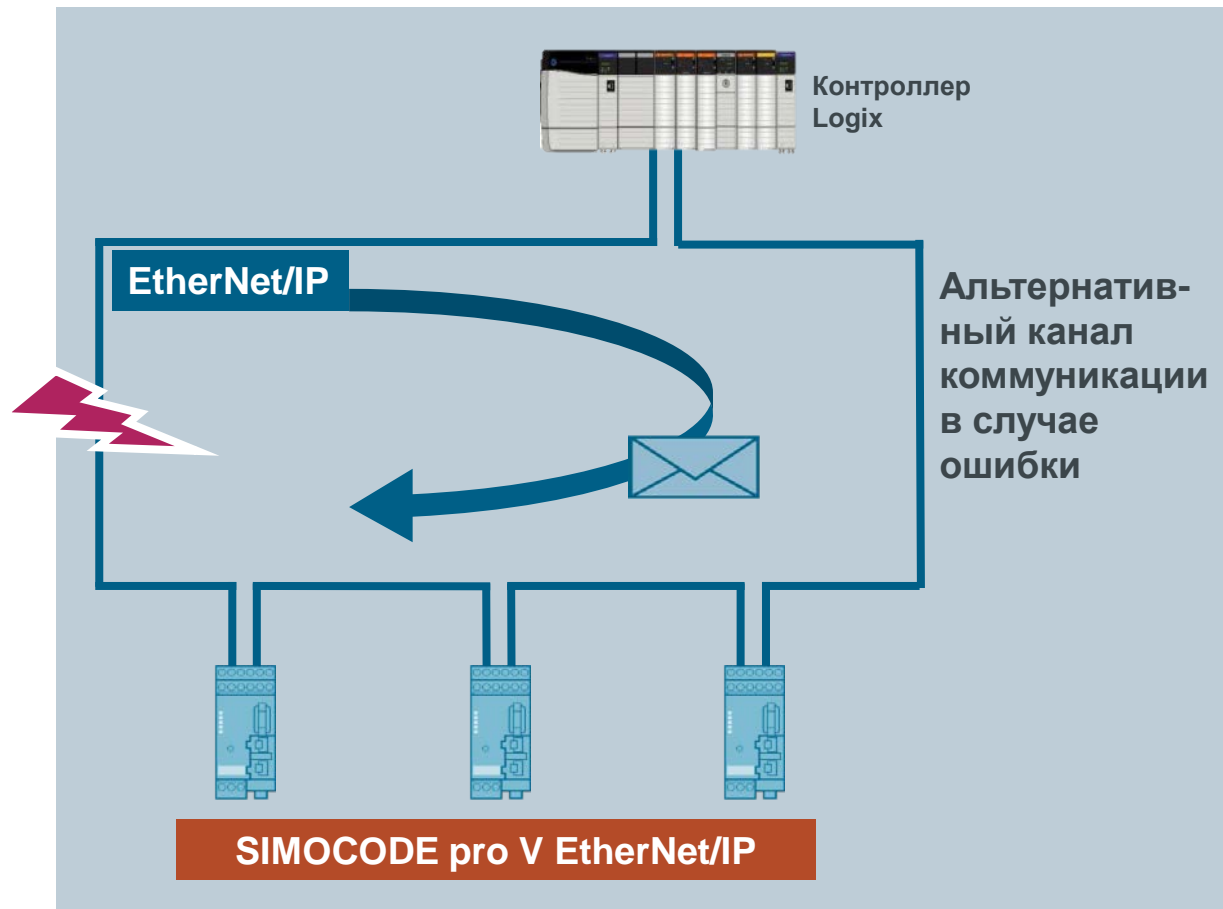 Контроллер
Logix
EtherNet/IP
Альтернатив-
ный канал
коммуникации
в случае
ошибки
SIMOCODE pro V EtherNet/IP